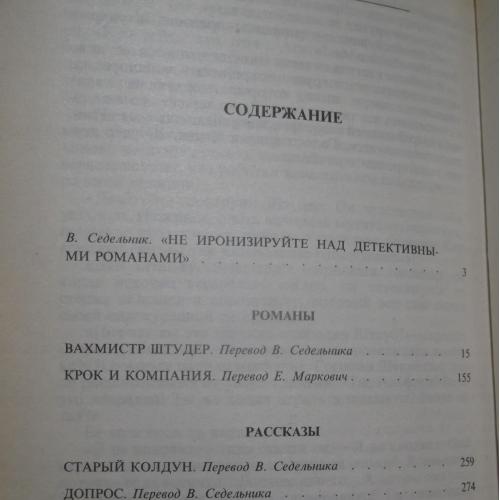 СОДЕРЖАНИЕ
В. Седельник. «НЕ ИРОНИЗИРУЙТЕ НАД ДЕТЕКТИВНЫ-
МИ РОМАНАМИ» . . . . . . . . . . . . . . . . 3
РОМАНЫ
ВАХМИСТР ШТУДЕР. Перевод В. Седельника . . . . . . 15
КРОК И КОМПАНИЯ. Перевод Е. Маркович . . . . . . . 155
РАССКАЗЫ
СТАРЫЙ КОЛДУН. Перевод В. Седельника . . . . . . . 259
ДОПРОС. Перевод В. Седельника . . . . . . . . . 274